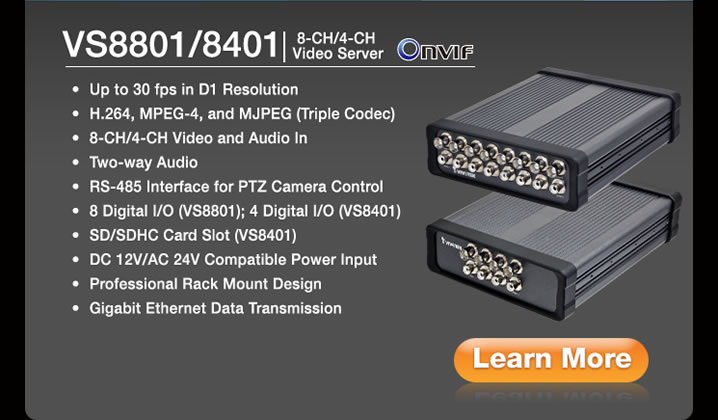 VS8801/8401 | 8-CH/4-CH Video Server ONVIF
• Up to 30 fps in D1 Resolution
• H.264, MPEG-4, and MJPEG (Triple Codec)
• 8-CH/4-CH Video and Audio In
• Two-way Audio
• RS-485 Interface for PTZ Camera Control
• 8 Digital I/O (VS8801); 4 Digital I/O (VS8401)
• SD/SDHC Card Slot (VS8401)
• DC 12V/AC 24V Compatible Power Input
• Professional Rack Mount Design
• Gigabit Ethernet Data Transmission
Learn More